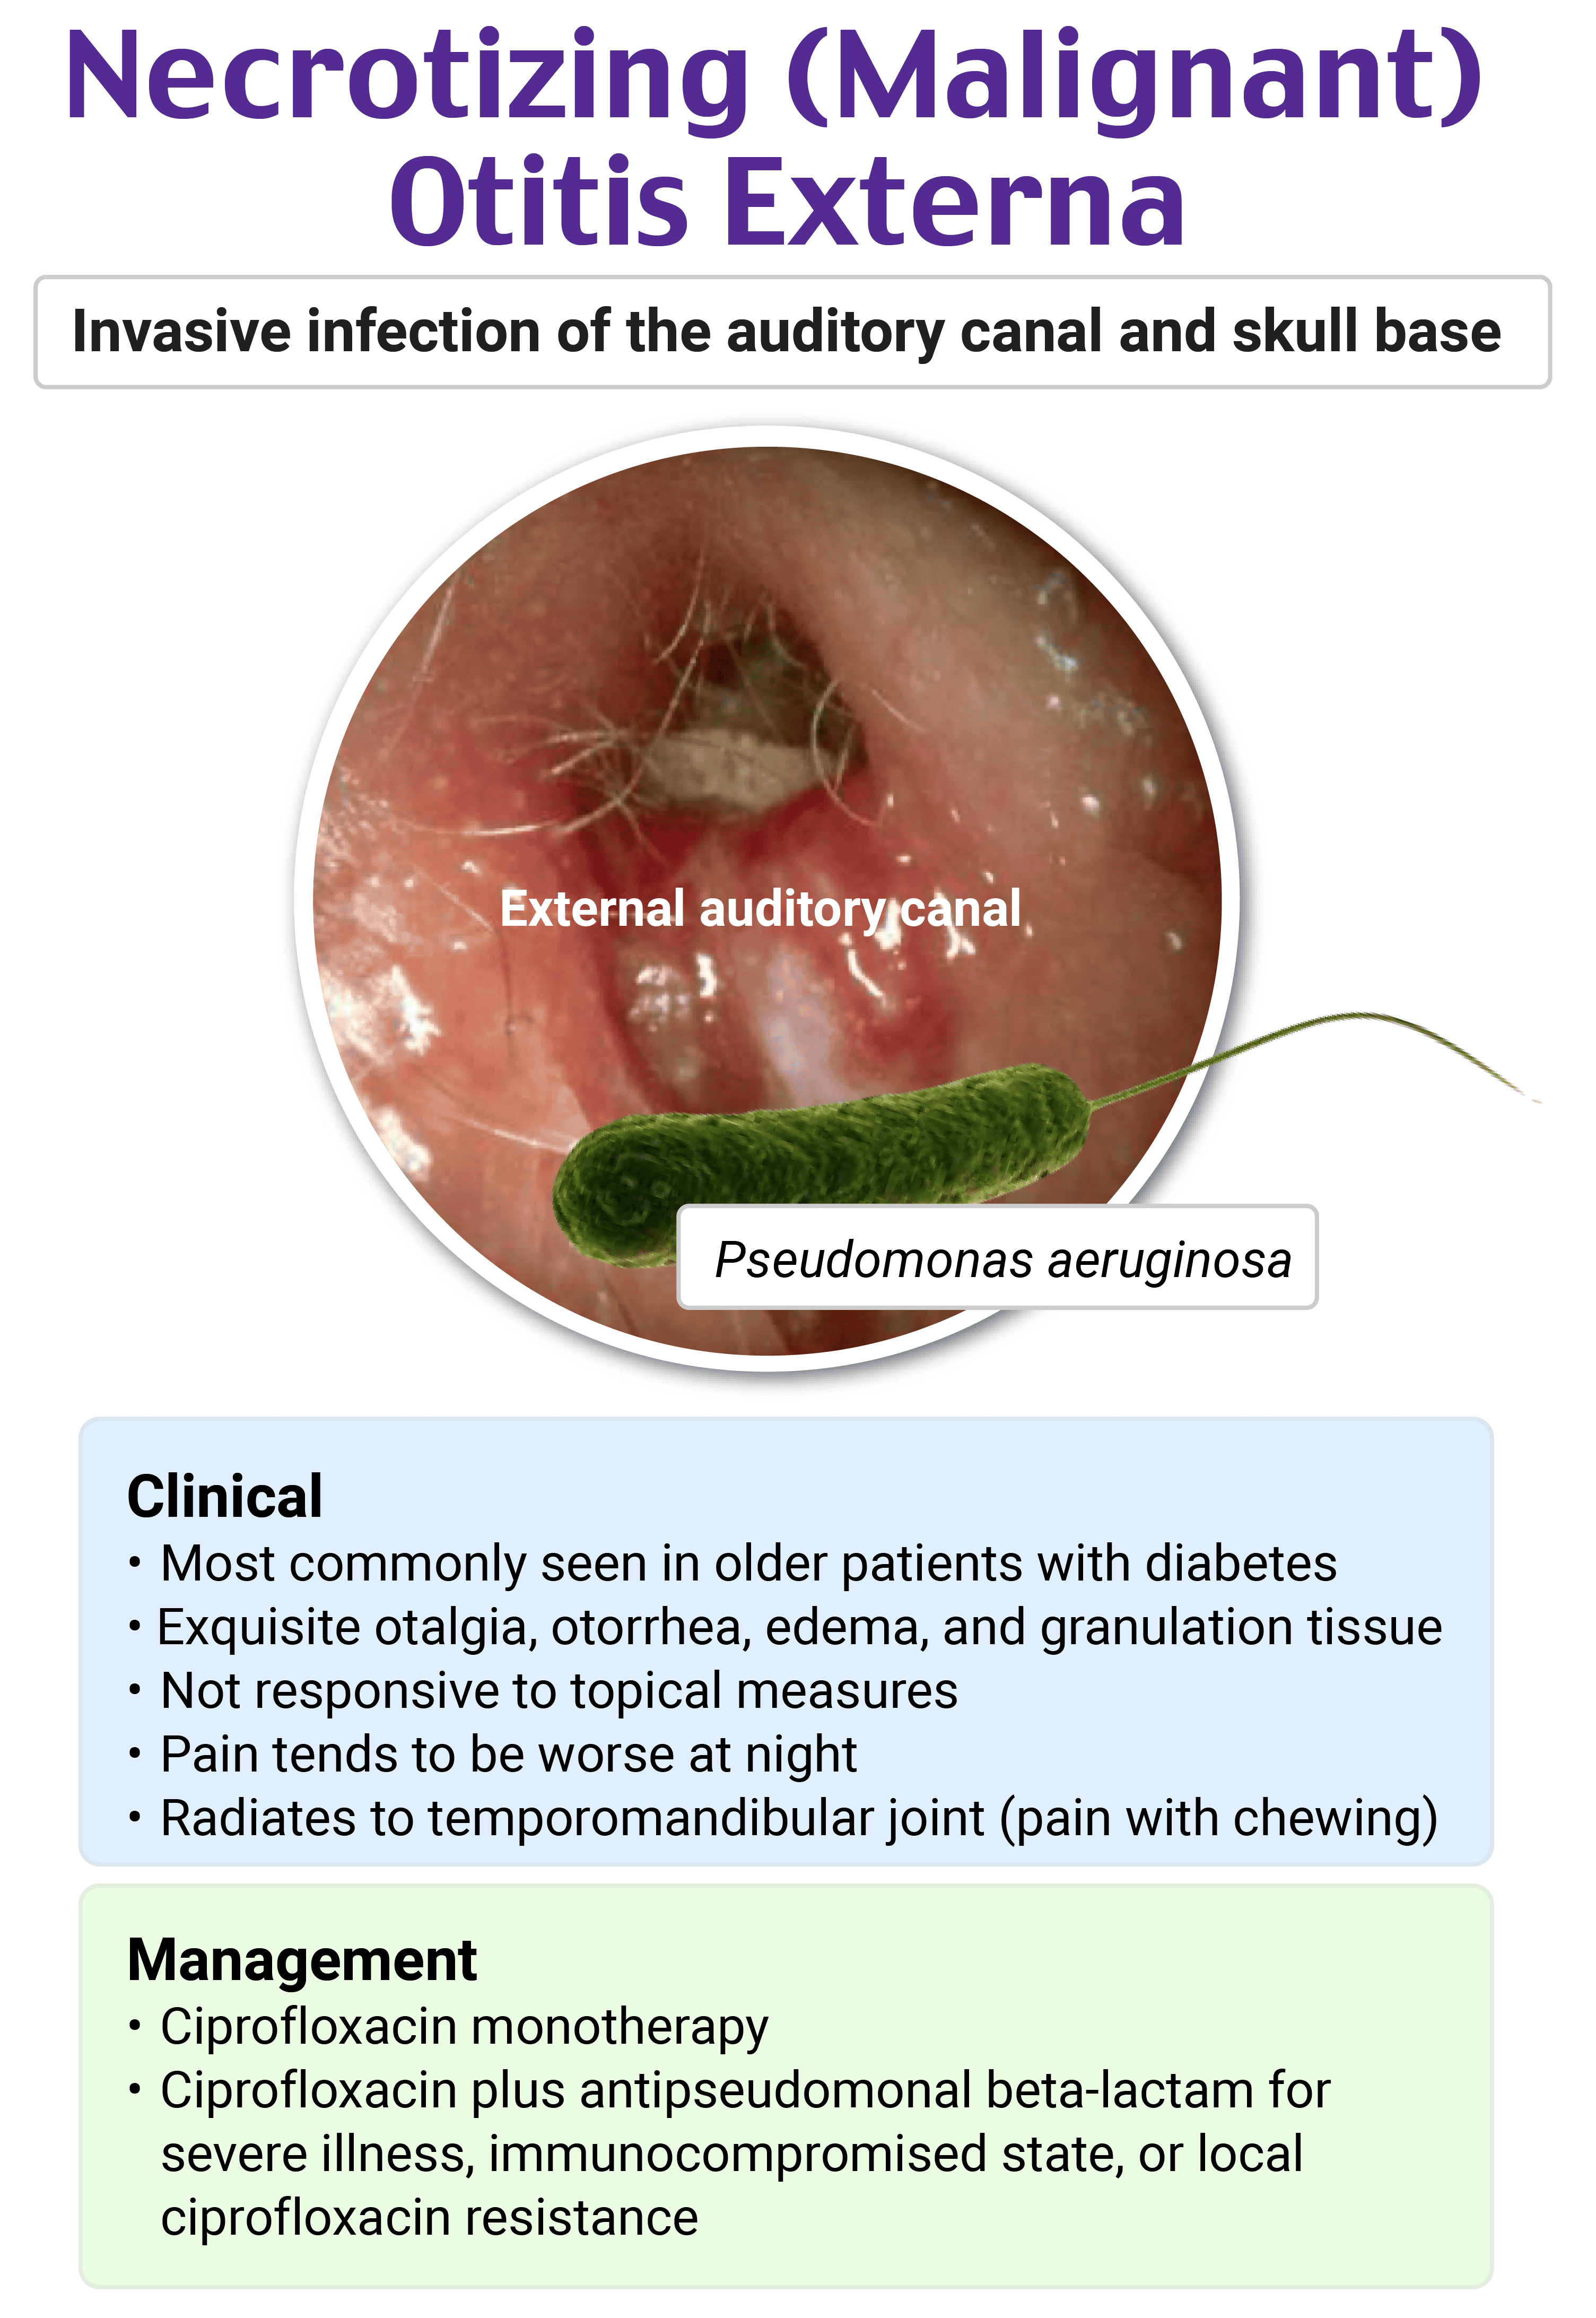 Necrotizing (Malignant)
Otitis Externa
Invasive infection of the auditory canal and skull base
External auditory canal
Pseudomonas aeruginosa
Clinical
• Most commonly seen in older patients with diabetes
• Exquisite otalgia, otorrhea, edema, and granulation tissue
• Not responsive to topical measures
• Pain tends to be worse at night
• Radiates to temporomandibular joint (pain with chewing)
Management
• Ciprofloxacin monotherapy
• Ciprofloxacin plus antipseudomonal beta-lactam for
severe illness, immunocompromised state, or local
ciprofloxacin resistance